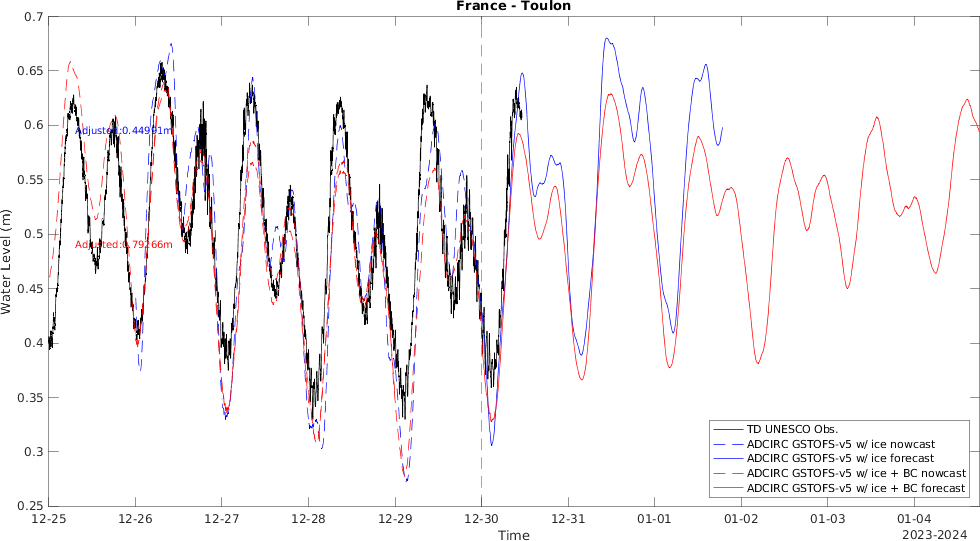 France - Toulon
0.7
0.65
0.6
0.55
0.5
0.45
0.4
0.35
0.3
0.25
Water Level (m)
Adjusted:0.44991m
Adjusted:0.79266m
TD UNESCO Obs.
ADCIRC GSTOFS-v5 w/ ice nowcast
ADCIRC GSTOFS-v5 w/ ice forecast
ADCIRC GSTOFS-v5 w/ ice + BC nowcast
ADCIRC GSTOFS-v5 w/ ice + BC forecast
12-25 12-26 12-27 12-28 12-29 12-30 12-31 01-01 01-02 01-03 01-04
Time
2023-2024